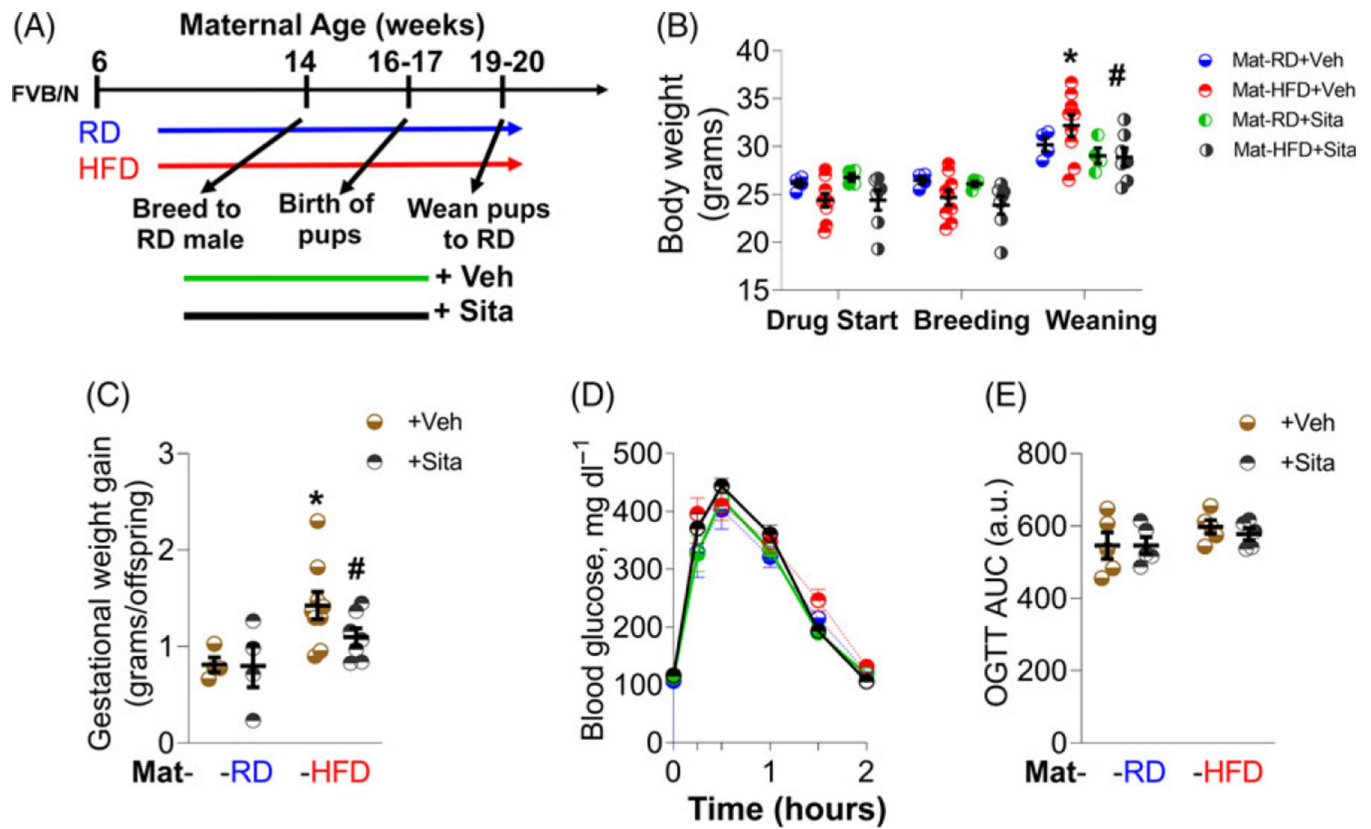 (A)
Maternal Age (weeks)
6 14 16-17 19-20
FVB/N
RD
HFD
Breed to RD male
Birth of pups
Wean pups to RD
+ Veh
+ Sita
(B)
Body weight
(grams)
40
35
30
25
20
15
Drug Start Breeding Weaning
*
#
Mat-RD+Veh
Mat-HFD+Veh
Mat-RD+Sita
Mat-HFD+Sita
(C)
+Veh
+Sita
Gestational weight gain
(grams/offspring)
3
2
1
0
*
#
Mat- -RD -HFD
(D)
Blood glucose, mg dl⁻¹
500
400
300
200
100
0
0 1 2
Time (hours)
(E)
+Veh
+Sita
OGTT AUC (a.u.)
800
600
400
200
0
Mat- -RD -HFD